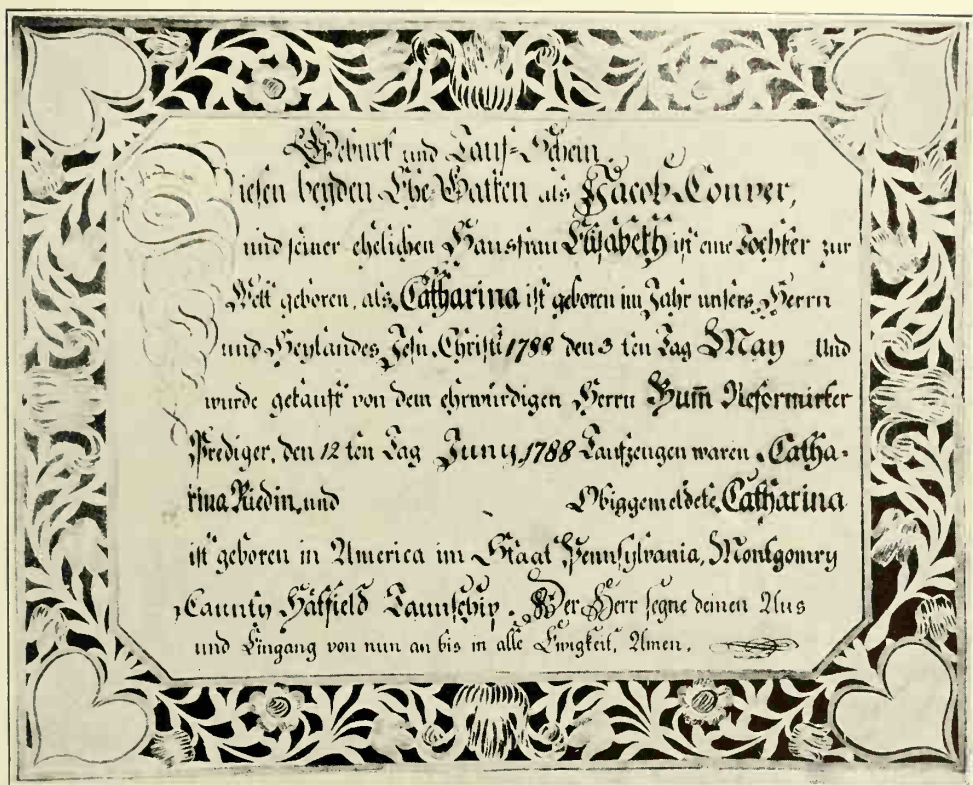 Geburt und Tauf=Schein.
Diesen beyden Ehe=Gatten als Jacob Conver,
und seiner ehelichen Hausfrau Elisabeth ist eine Tochter zur
Welt geboren, als Catharina ist geboren im Jahr unsers Herrn
und Heylandes Jesu Christi 1788 den 3 ten Tag May Und
wurde getauft von dem ehrwürdigen Herrn Reformirter
Prediger, den 12 ten Tag Juny, 1788 Taufzeugen waren Catha-
rina Riedin, und Obiggemeldete Catharina
ist geboren in America im Staat Pennsylvania, Montgomry
Caunty Hatfield Taunschip. Der Herr segne deinen Aus
und Eingang von nun an bis in alle Ewigkeit, Amen.